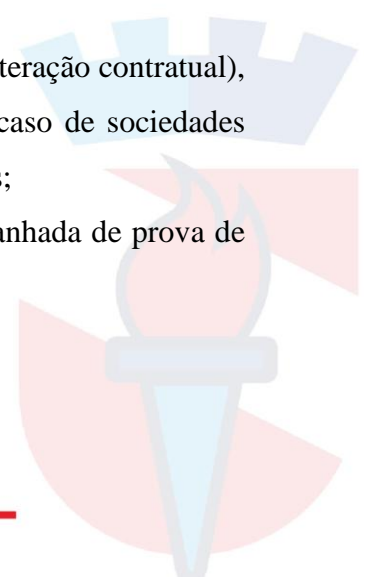 teração contratual),
caso de sociedades
s;
anhada de prova de